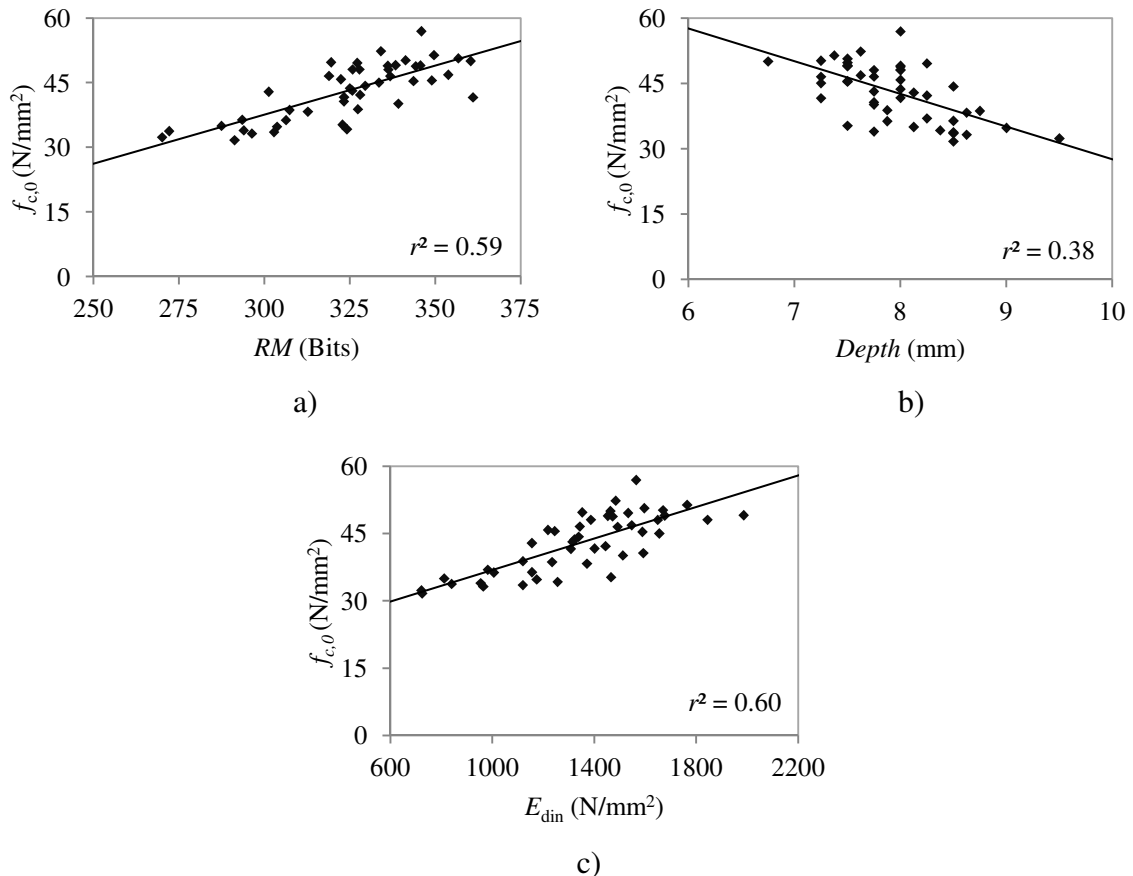 60
45
30
15
0
f_c,0 (N/mm²)
r² = 0.59
250 275 300 325 350 375
RM (Bits)
a)
60
45
30
15
0
f_c,0 (N/mm²)
r² = 0.38
6 7 8 9 10
Depth (mm)
b)
60
45
30
15
0
f_c,0 (N/mm²)
r² = 0.60
600 1000 1400 1800 2200
E_din (N/mm²)
c)